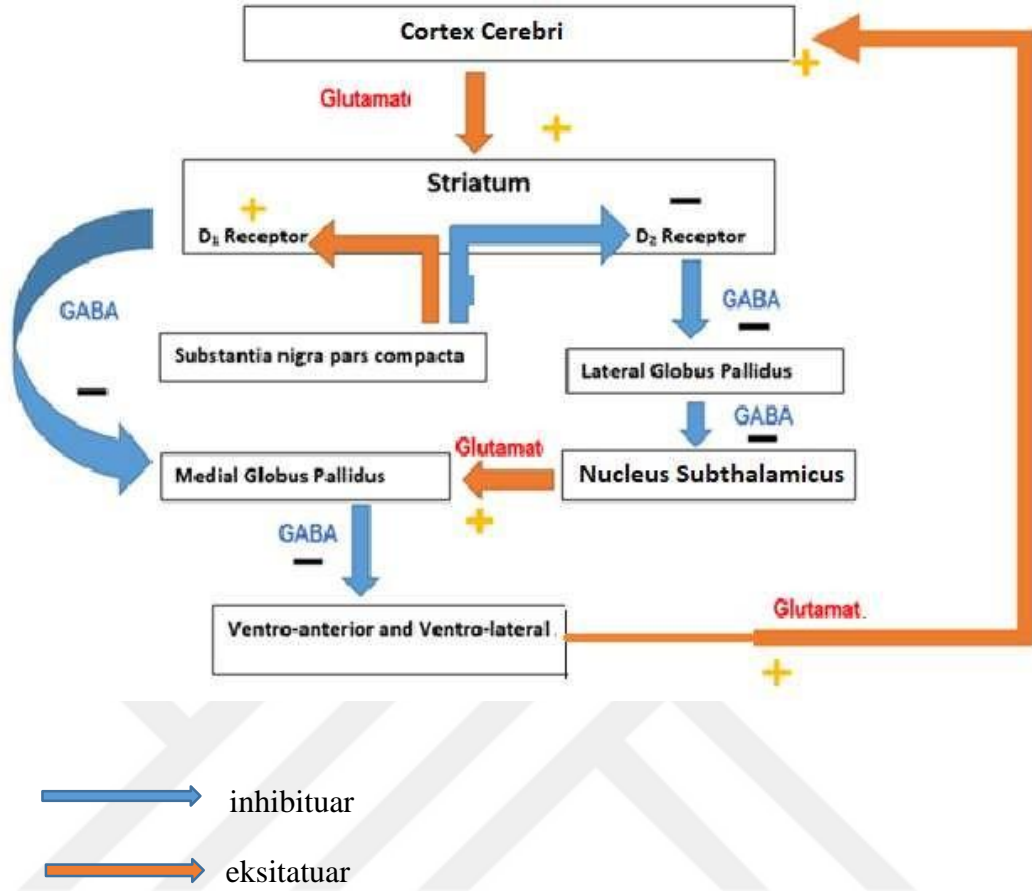 Cortex Cerebri
+
Glutamat
+
Striatum
+
−
D₁ Receptor
D₂ Receptor
GABA
GABA
−
Substantia nigra pars compacta
Lateral Globus Pallidus
−
GABA
−
Glutamat
Medial Globus Pallidus
Nucleus Subthalamicus
+
GABA
−
Ventro-anterior and Ventro-lateral
Glutamat.
+
inhibituar
eksitatuar